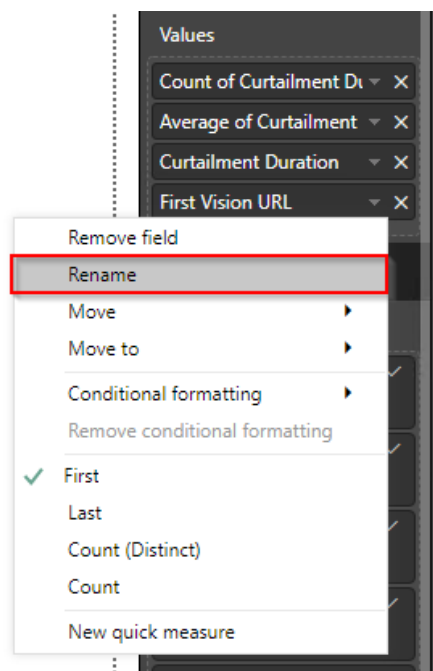 Values
Count of Curtailment Du
Average of Curtailment
Curtailment Duration
First Vision URL
Remove field
Rename
Move
Move to
Conditional formatting
Remove conditional formatting
First
Last
Count (Distinct)
Count
New quick measure